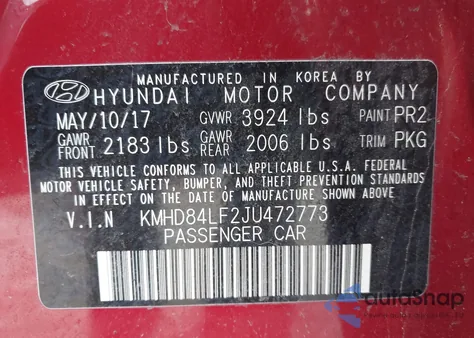 MANUFACTURED IN KOREA BY
HYUNDAI MOTOR COMPANY
MAY/10/17 GVWR 3924 lbs PAINT PR2
GAWR FRONT 2183 lbs GAWR REAR 2006 lbs TRIM PKG
THIS VEHICLE CONFORMS TO ALL APPLICABLE U.S.A. FEDERAL
MOTOR VEHICLE SAFETY, BUMPER, AND THEFT PREVENTION STANDARDS
IN EFFECT ON THE DATE OF MANUFACTURE SHOWN ABOVE.
V.I.N KMHD84LF2JU472773
PASSENGER CAR
autoSnap